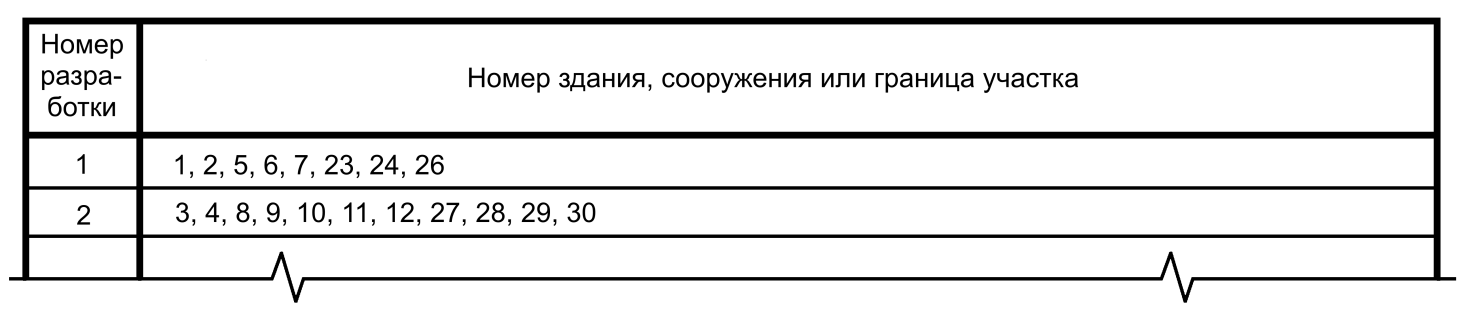 Номер
разра-
ботки
Номер здания, сооружения или граница участка
1
1, 2, 5, 6, 7, 23, 24, 26
2
3, 4, 8, 9, 10, 11, 12, 27, 28, 29, 30